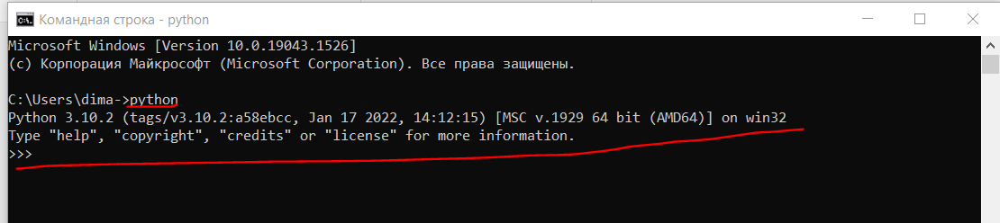 Командная строка - python
Microsoft Windows [Version 10.0.19043.1526]
(c) Корпорация Майкрософт (Microsoft Corporation). Все права защищены.
C:\Users\dima->python
Python 3.10.2 (tags/v3.10.2:a58ebcc, Jan 17 2022, 14:12:15) [MSC v.1929 64 bit (AMD64)] on win32
Type "help", "copyright", "credits" or "license" for more information.
>>>